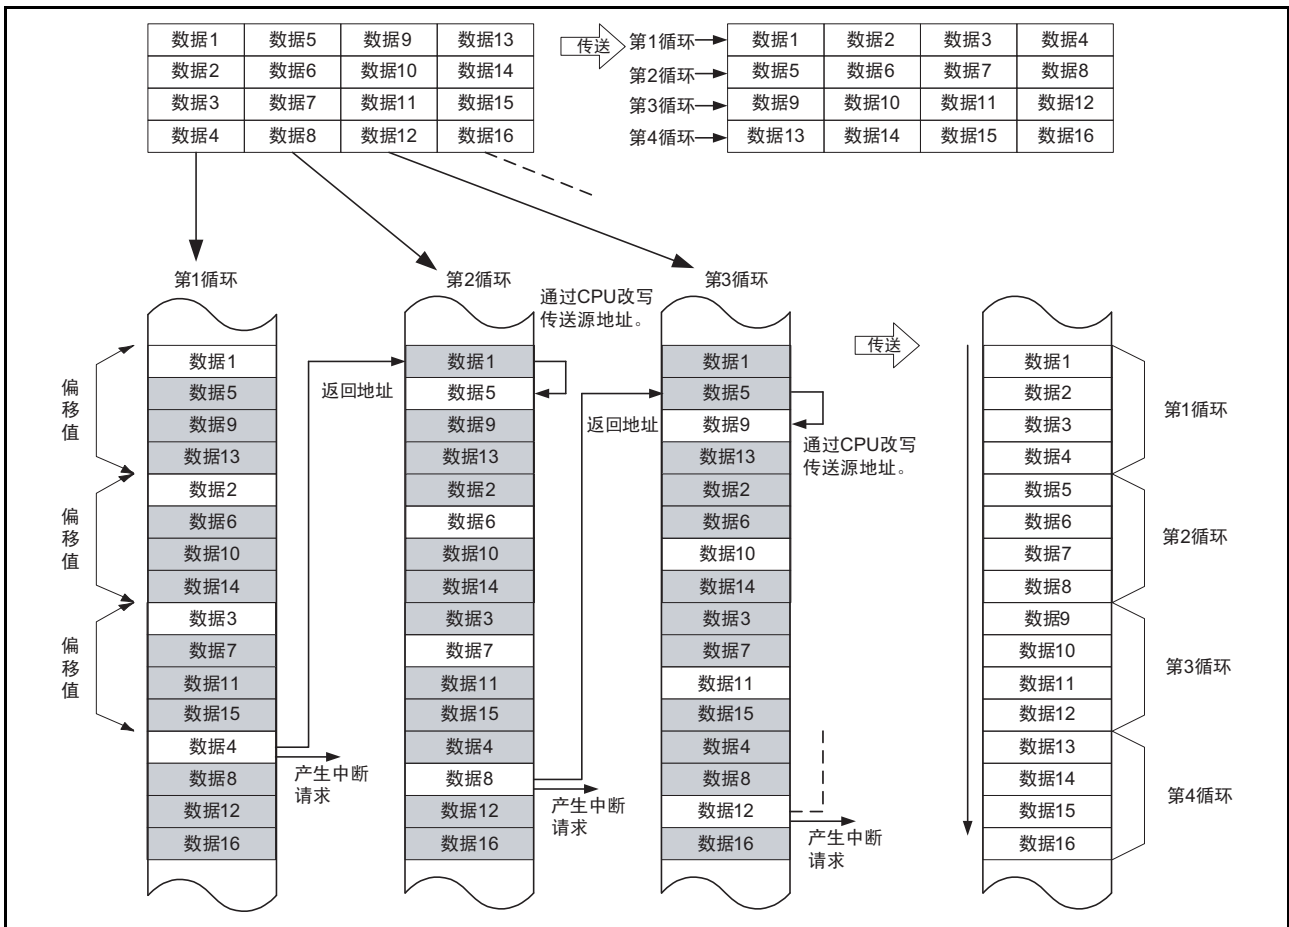 数据1 数据5 数据9 数据13
数据2 数据6 数据10 数据14
数据3 数据7 数据11 数据15
数据4 数据8 数据12 数据16
传送
第1循环 数据1 数据2 数据3 数据4
第2循环 数据5 数据6 数据7 数据8
第3循环 数据9 数据10 数据11 数据12
第4循环 数据13 数据14 数据15 数据16
第1循环
偏移值
偏移值
偏移值
数据1
数据5
数据9
数据13
数据2
数据6
数据10
数据14
数据3
数据7
数据11
数据15
数据4
数据8
数据12
数据16
返回地址
产生中断
请求
第2循环
通过CPU改写
传送源地址。
数据1
数据5
数据9
数据13
数据2
数据6
数据10
数据14
数据3
数据7
数据11
数据15
数据4
数据8
数据12
数据16
返回地址
产生中断
请求
第3循环
数据1
数据5
数据9
数据13
数据2
数据6
数据10
数据14
数据3
数据7
数据11
数据15
数据4
数据8
数据12
数据16
通过CPU改写
传送源地址。
产生中断
请求
传送
数据1
数据2
数据3
数据4
数据5
数据6
数据7
数据8
数据9
数据10
数据11
数据12
数据13
数据14
数据15
数据16
第1循环
第2循环
第3循环
第4循环